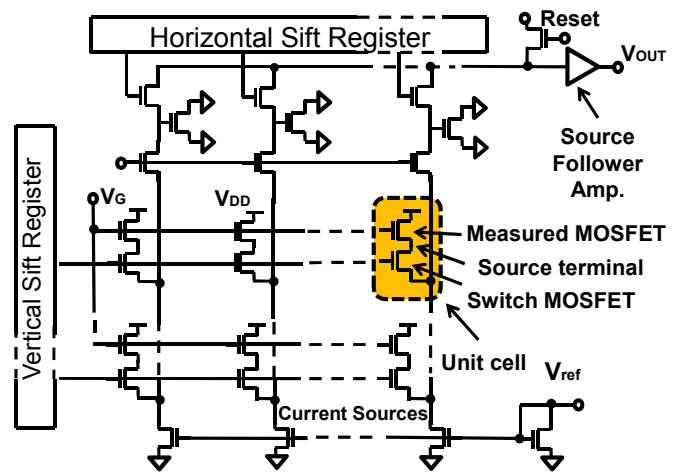 Reset
Horizontal Sift Register
VOUT
Source
Follower
Amp.
Vertical Sift Register
VG
VDD
Measured MOSFET
Source terminal
Switch MOSFET
Unit cell
Vref
Current Sources